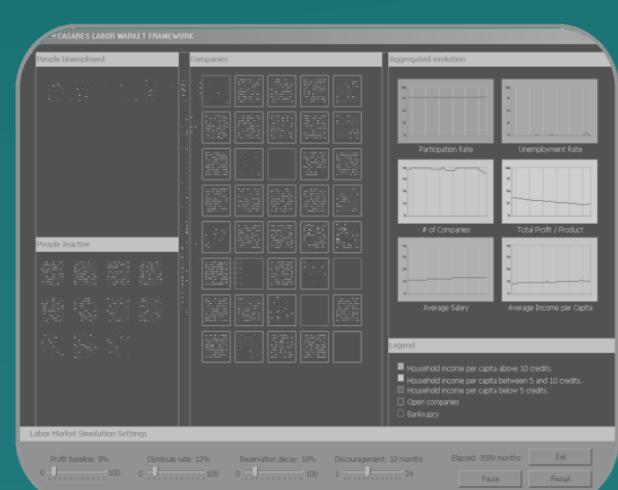 CASARES LABOR MARKET FRAMEWORK
People Unemployed
Companies
Aggregated evolution
Participation Rate
Unemployment Rate
# of Companies
Total Profit / Product
People Inactive
Average Salary
Average Income per Capita
Legend
Household income per capita above 10 credits.
Household income per capita between 5 and 10 credits.
Household income per capita below 5 credits.
Open companies
Bankrupcy
Labor Market Simulation Settings
Profit baseline: 9%
Dismissals rate: 12%
Reservation decay: 18%
Discouragement: 10 months
Elapsed: 3589 months
Exit
0 100
0 100
0 100
1 24
Pause
Restart